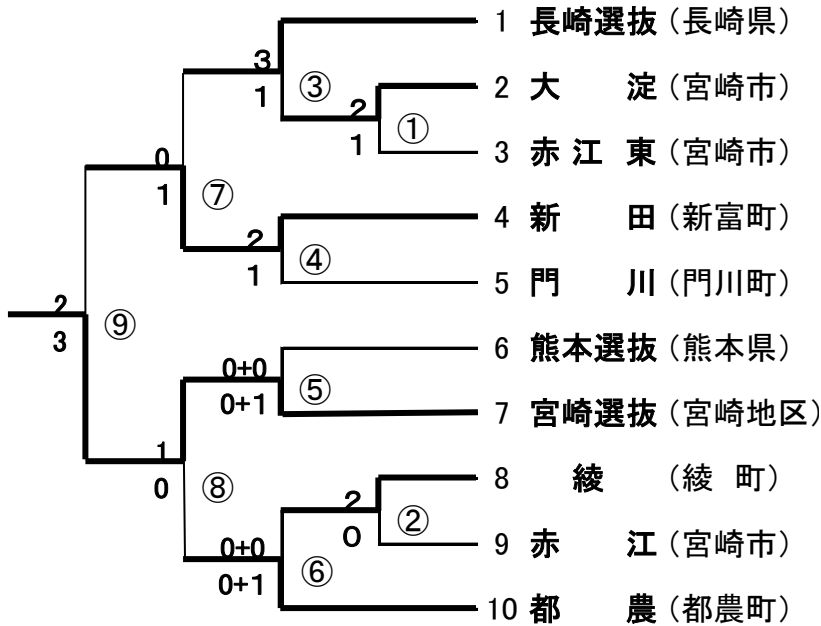 1 長崎選抜 (長崎県)
3
1 ③
2 大 淀 (宮崎市)
2
1 ①
3 赤江東 (宮崎市)
0
1 ⑦
4 新 田 (新富町)
2
1 ④
5 門 川 (門川町)
2
3 ⑨
6 熊本選抜 (熊本県)
0+0
0+1 ⑤
7 宮崎選抜 (宮崎地区)
1
0 ⑧
8 綾 (綾 町)
2
0 ②
9 赤 江 (宮崎市)
0+0
0+1 ⑥
10 都 農 (都農町)